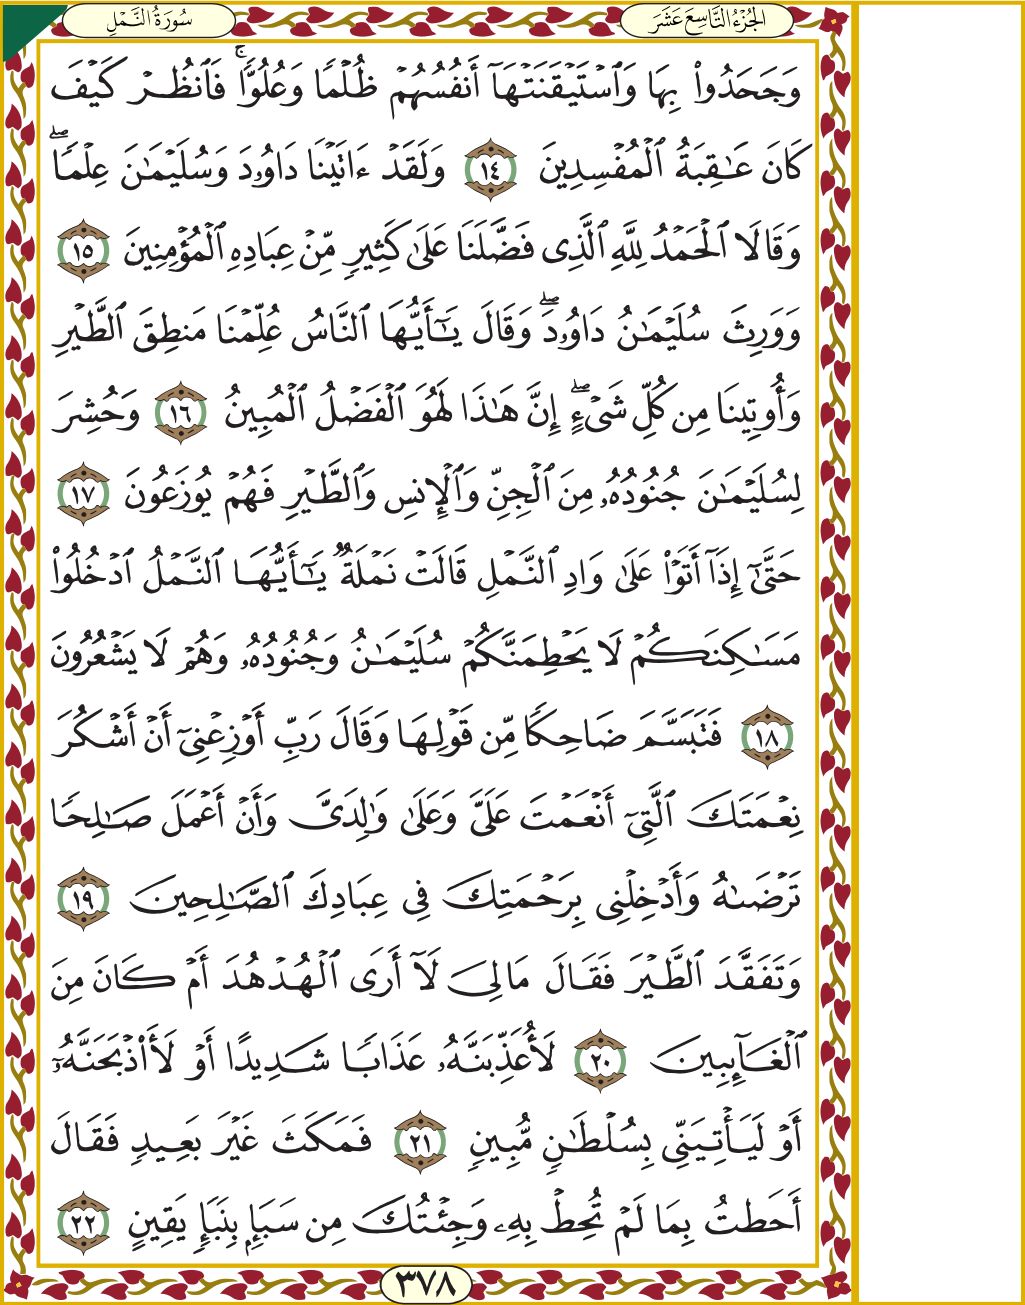 الجُزْءُ التَّاسِعَ عَشَرَ
سُورَةُ النَّمْلِ
وَجَحَدُوا۟ بِهَا وَٱسْتَيْقَنَتْهَآ أَنفُسُهُمْ ظُلْمًا وَعُلُوًّا ۚ فَٱنظُرْ كَيْفَ
كَانَ عَـٰقِبَةُ ٱلْمُفْسِدِينَ ١٤ وَلَقَدْ ءَاتَيْنَا دَاوُۥدَ وَسُلَيْمَـٰنَ عِلْمًا ۖ
وَقَالَا ٱلْحَمْدُ لِلَّهِ ٱلَّذِى فَضَّلَنَا عَلَىٰ كَثِيرٍ مِّنْ عِبَادِهِ ٱلْمُؤْمِنِينَ ١٥
وَوَرِثَ سُلَيْمَـٰنُ دَاوُۥدَ ۖ وَقَالَ يَـٰٓأَيُّهَا ٱلنَّاسُ عُلِّمْنَا مَنطِقَ ٱلطَّيْرِ
وَأُوتِينَا مِن كُلِّ شَىْءٍ ۖ إِنَّ هَـٰذَا لَهُوَ ٱلْفَضْلُ ٱلْمُبِينُ ١٦ وَحُشِرَ
لِسُلَيْمَـٰنَ جُنُودُهُۥ مِنَ ٱلْجِنِّ وَٱلْإِنسِ وَٱلطَّيْرِ فَهُمْ يُوزَعُونَ ١٧
حَتَّىٰٓ إِذَآ أَتَوْا۟ عَلَىٰ وَادِ ٱلنَّمْلِ قَالَتْ نَمْلَةٌ يَـٰٓأَيُّهَا ٱلنَّمْلُ ٱدْخُلُوا۟
مَسَـٰكِنَكُمْ لَا يَحْطِمَنَّكُمْ سُلَيْمَـٰنُ وَجُنُودُهُۥ وَهُمْ لَا يَشْعُرُونَ
١٨ فَتَبَسَّمَ ضَاحِكًا مِّن قَوْلِهَا وَقَالَ رَبِّ أَوْزِعْنِىٓ أَنْ أَشْكُرَ
نِعْمَتَكَ ٱلَّتِىٓ أَنْعَمْتَ عَلَىَّ وَعَلَىٰ وَٰلِدَىَّ وَأَنْ أَعْمَلَ صَـٰلِحًا
تَرْضَىٰهُ وَأَدْخِلْنِى بِرَحْمَتِكَ فِى عِبَادِكَ ٱلصَّـٰلِحِينَ ١٩
وَتَفَقَّدَ ٱلطَّيْرَ فَقَالَ مَا لِىَ لَآ أَرَى ٱلْهُدْهُدَ أَمْ كَانَ مِنَ
ٱلْغَآئِبِينَ ٢٠ لَأُعَذِّبَنَّهُۥ عَذَابًا شَدِيدًا أَوْ لَأَا۟ذْبَحَنَّهُۥٓ
أَوْ لَيَأْتِيَنِّى بِسُلْطَـٰنٍ مُّبِينٍ ٢١ فَمَكَثَ غَيْرَ بَعِيدٍ فَقَالَ
أَحَطتُ بِمَا لَمْ تُحِطْ بِهِۦ وَجِئْتُكَ مِن سَبَإٍۭ بِنَبَإٍ يَقِينٍ ٢٢
٣٧٨